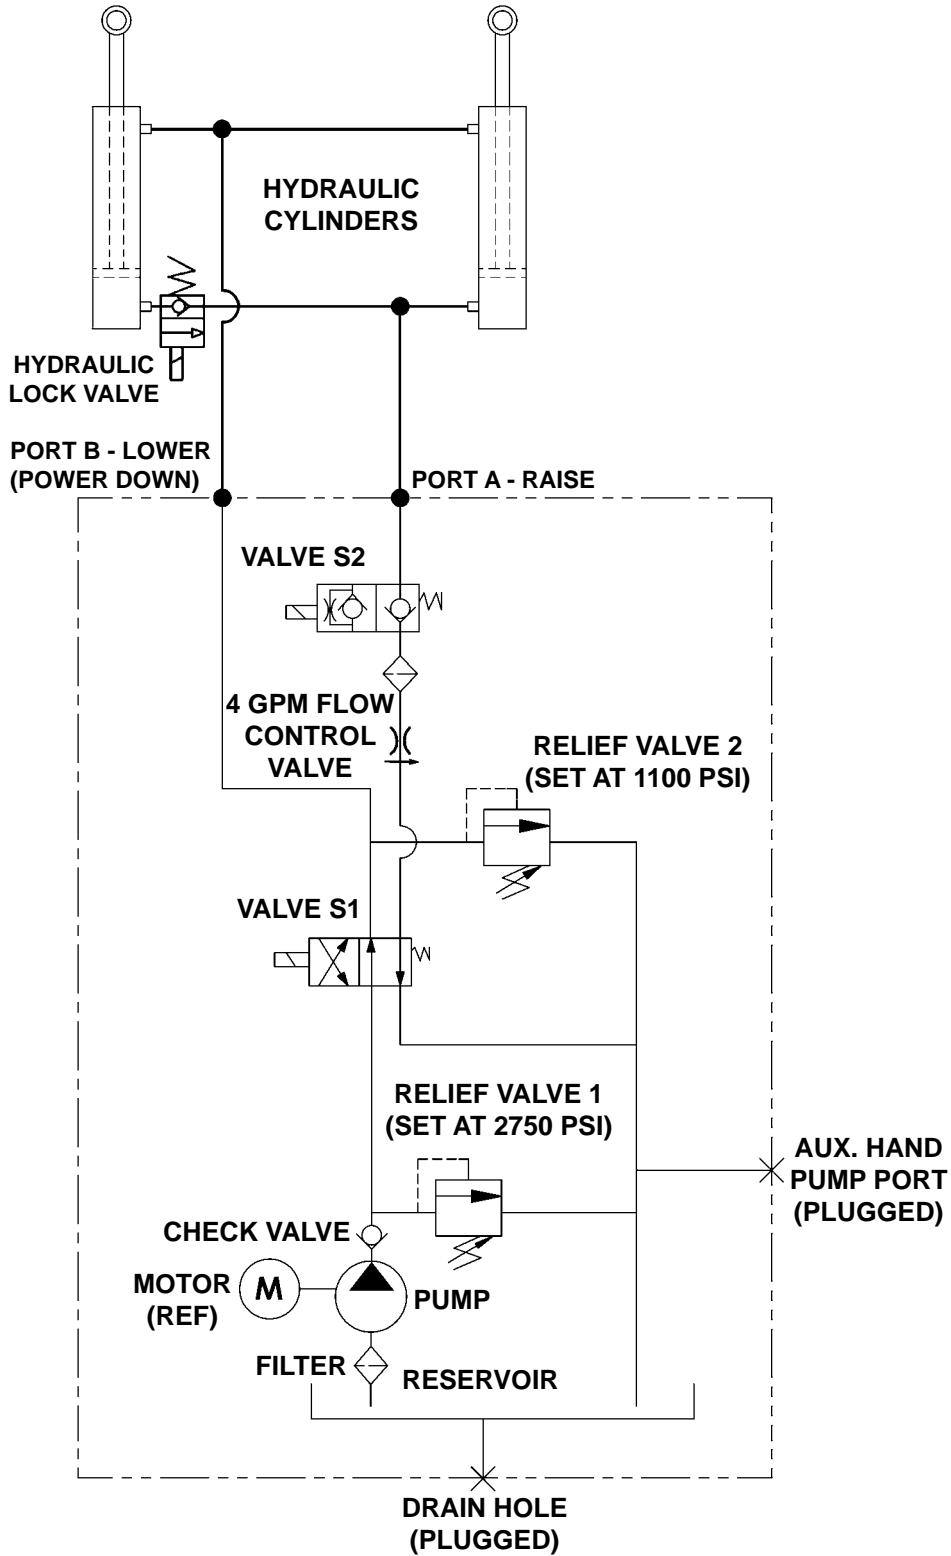 HYDRAULIC
CYLINDERS
HYDRAULIC
LOCK VALVE
PORT B - LOWER
(POWER DOWN)
PORT A - RAISE
VALVE S2
4 GPM FLOW
CONTROL
VALVE
RELIEF VALVE 2
(SET AT 1100 PSI)
VALVE S1
RELIEF VALVE 1
(SET AT 2750 PSI)
AUX. HAND
PUMP PORT
(PLUGGED)
CHECK VALVE
MOTOR
(REF)
M
PUMP
FILTER
RESERVOIR
DRAIN HOLE
(PLUGGED)